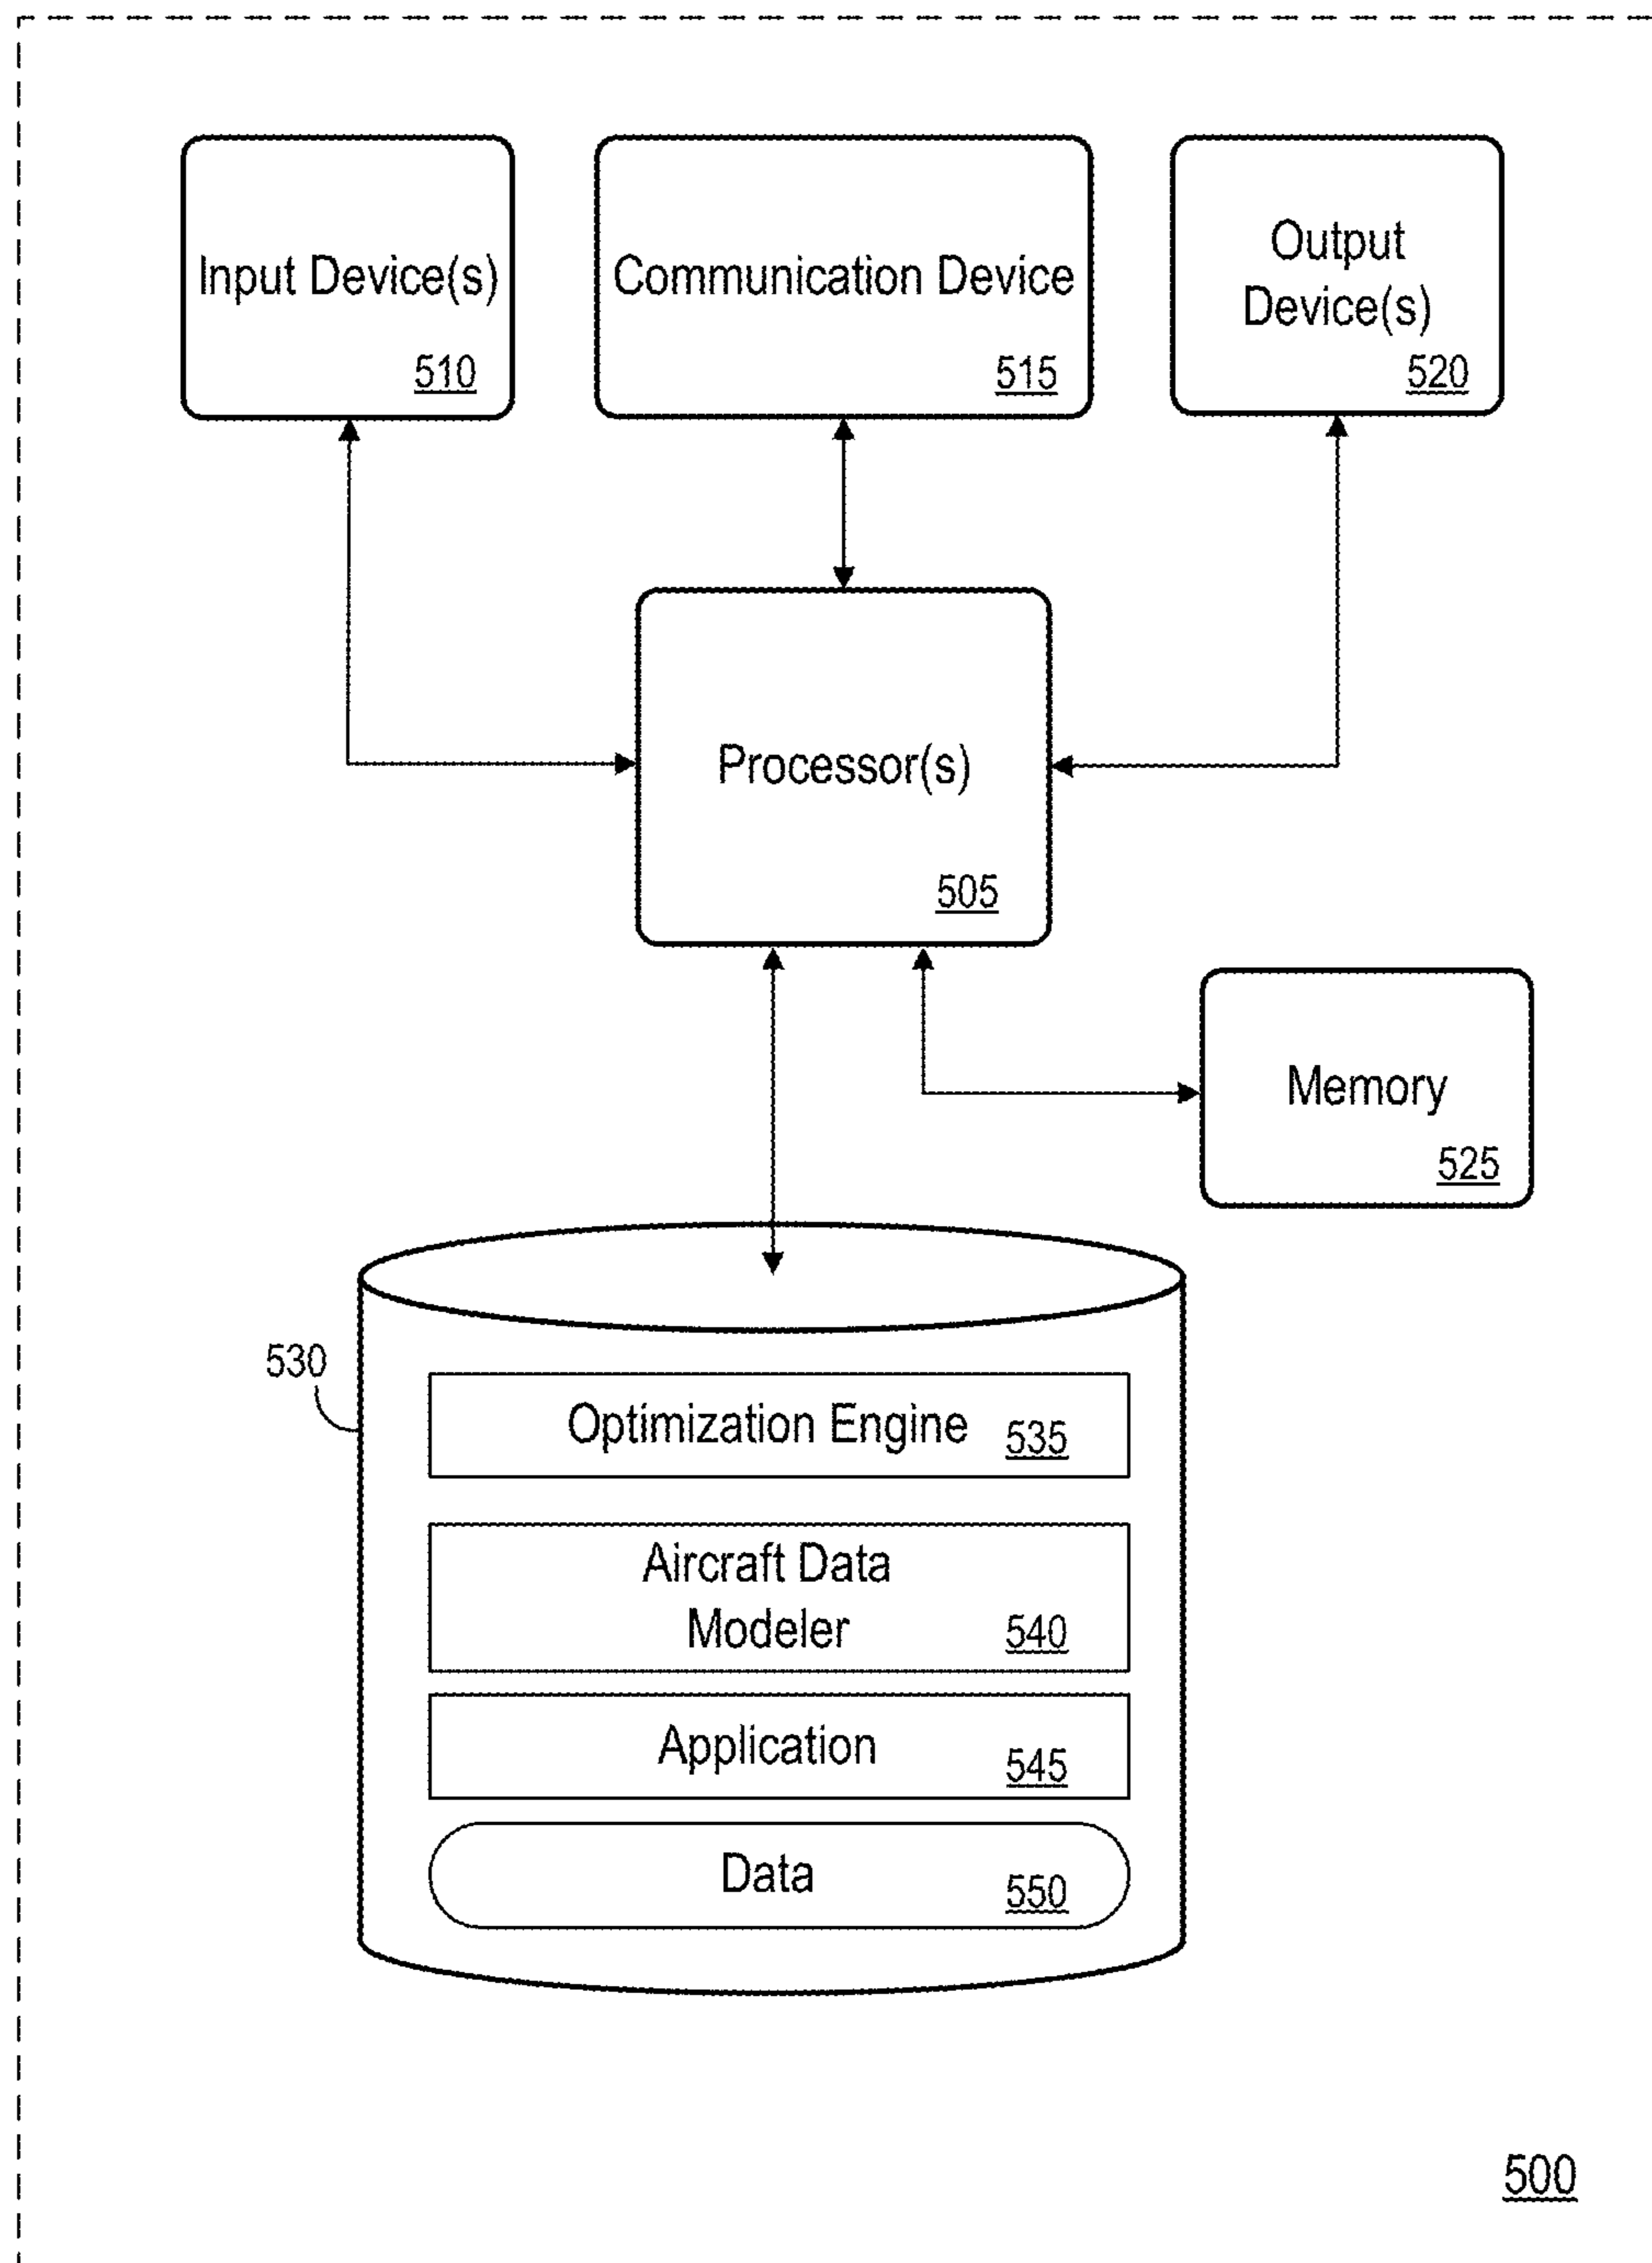 Input Device(s)
510
Communication Device
515
Output
Device(s)
520
Processor(s)
505
Memory
525
530
Optimization Engine 535
Aircraft Data
Modeler 540
Application 545
Data 550
500